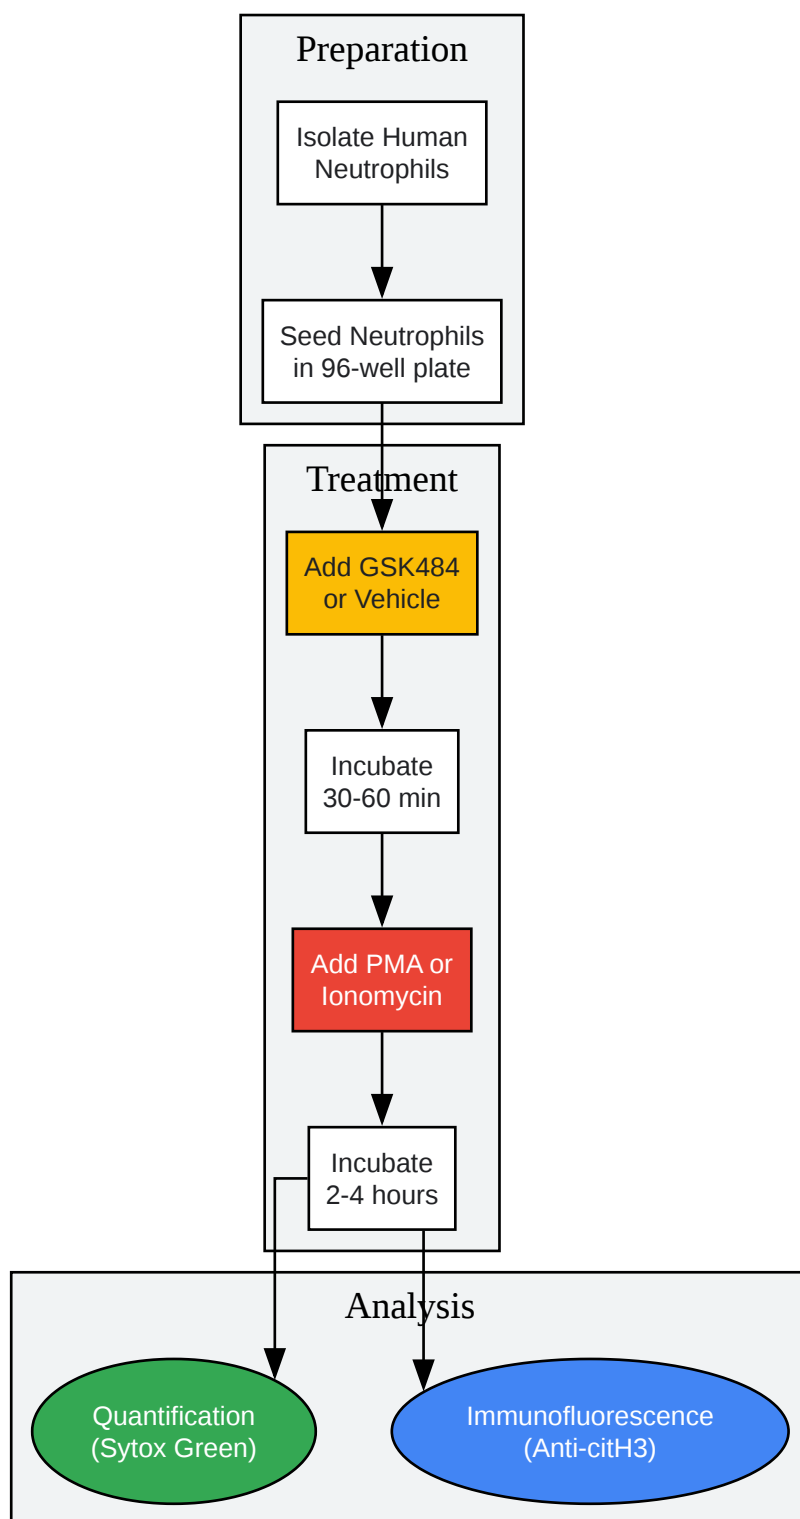 Preparation
Isolate Human
Neutrophils
Seed Neutrophils
in 96-well plate
Treatment
Add GSK484
or Vehicle
Incubate
30-60 min
Add PMA or
Ionomycin
Incubate
2-4 hours
Analysis
Quantification
(Sytox Green)
Immunofluorescence
(Anti-citH3)